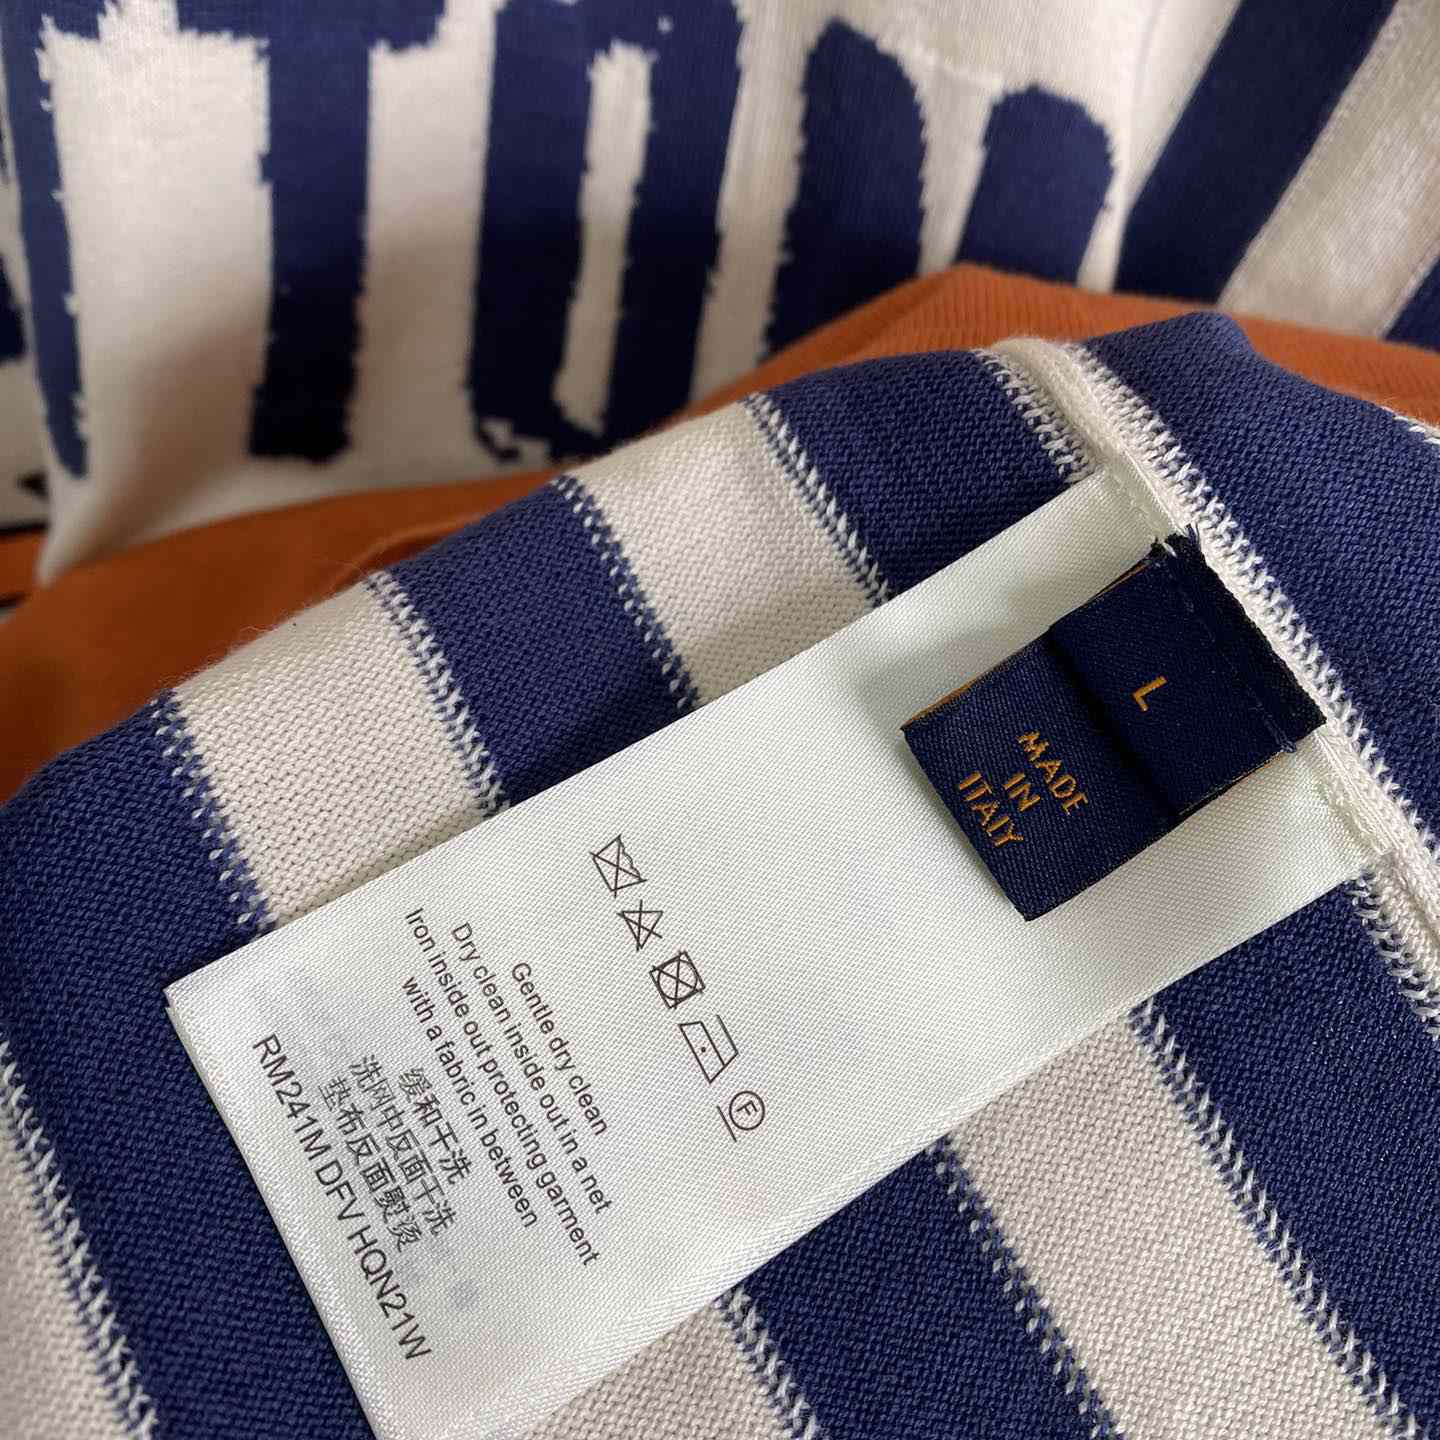 L
MADE
IN
ITALY
F
Gentle dry clean
Dry clean inside out in a net
Iron inside out protecting garment
with a fabric in between
缓和干洗
洗网中反面干洗
垫布反面熨烫
RM241M DFV HQN21W